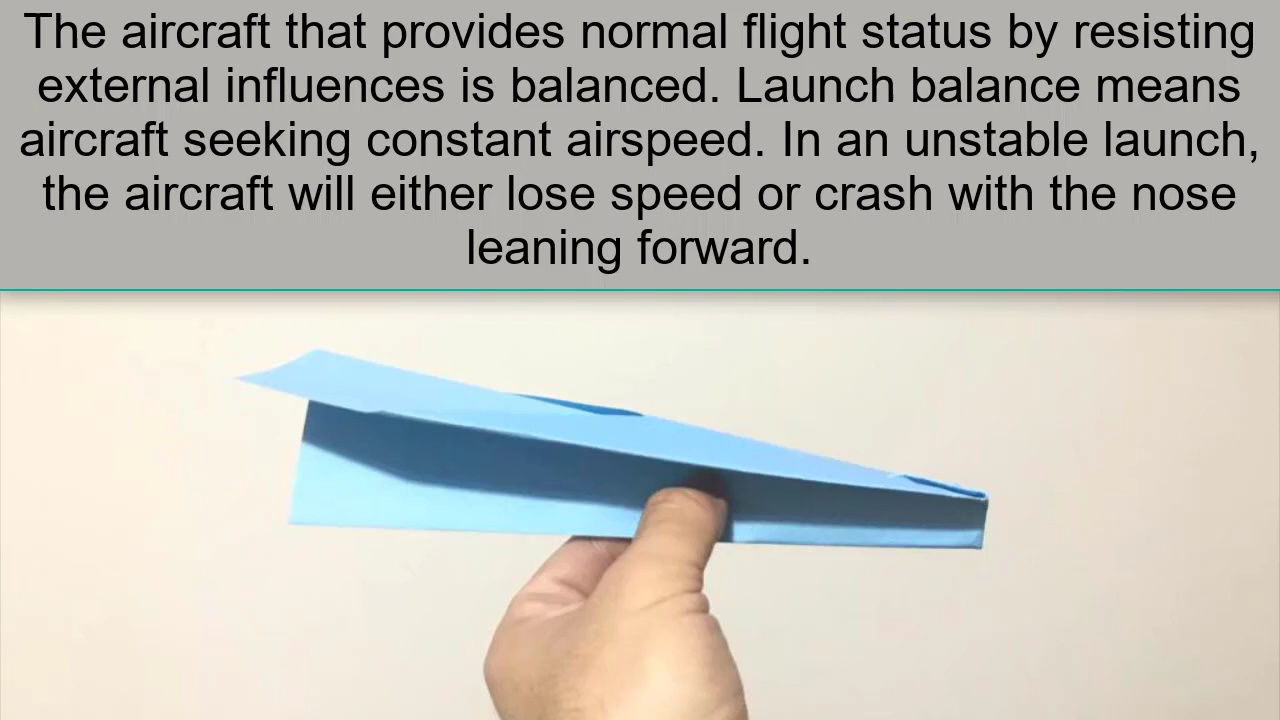 The aircraft that provides normal flight status by resisting
external influences is balanced. Launch balance means
aircraft seeking constant airspeed. In an unstable launch,
the aircraft will either lose speed or crash with the nose
leaning forward.